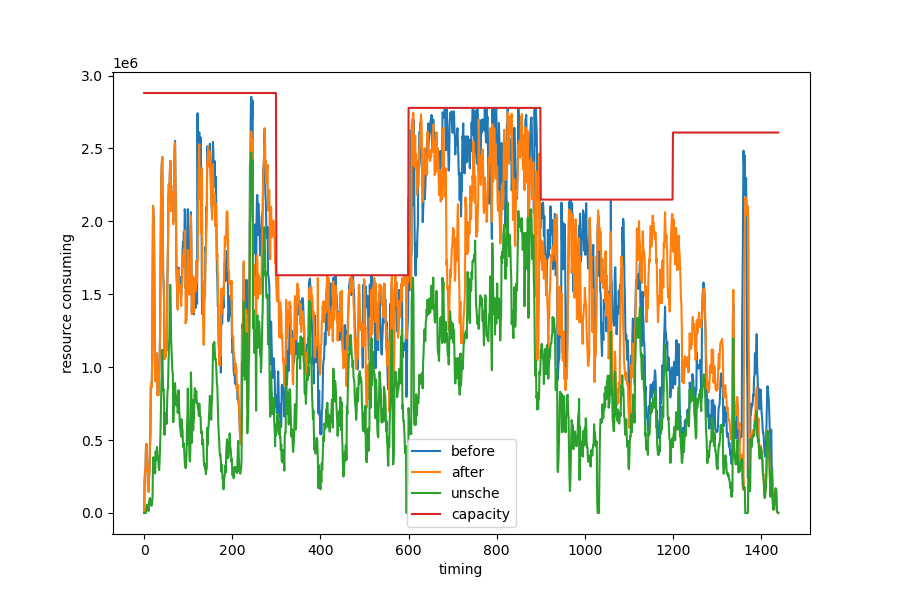 1e6
3.0
2.5
2.0
1.5
1.0
0.5
0.0
resource consuming
before
after
unsche
capacity
0 200 400 600 800 1000 1200 1400
timing